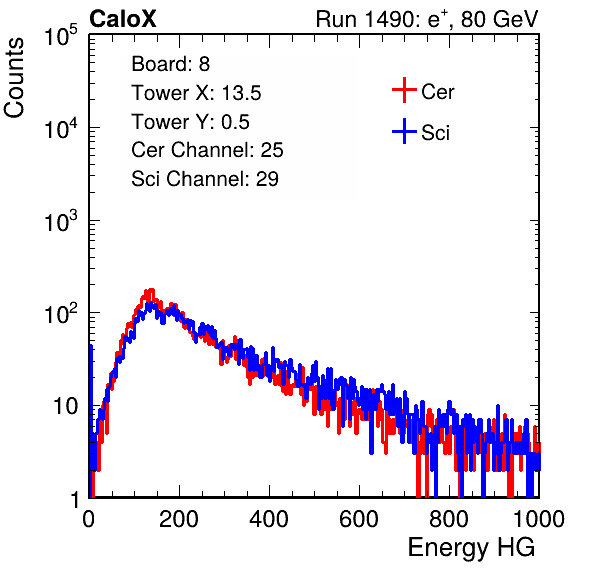 CaloX Run 1490: e⁺, 80 GeV
Counts
Board: 8
Tower X: 13.5
Tower Y: 0.5
Cer Channel: 25
Sci Channel: 29
Cer
Sci
10⁵
10⁴
10³
10²
10
1
0 200 400 600 800 1000
Energy HG